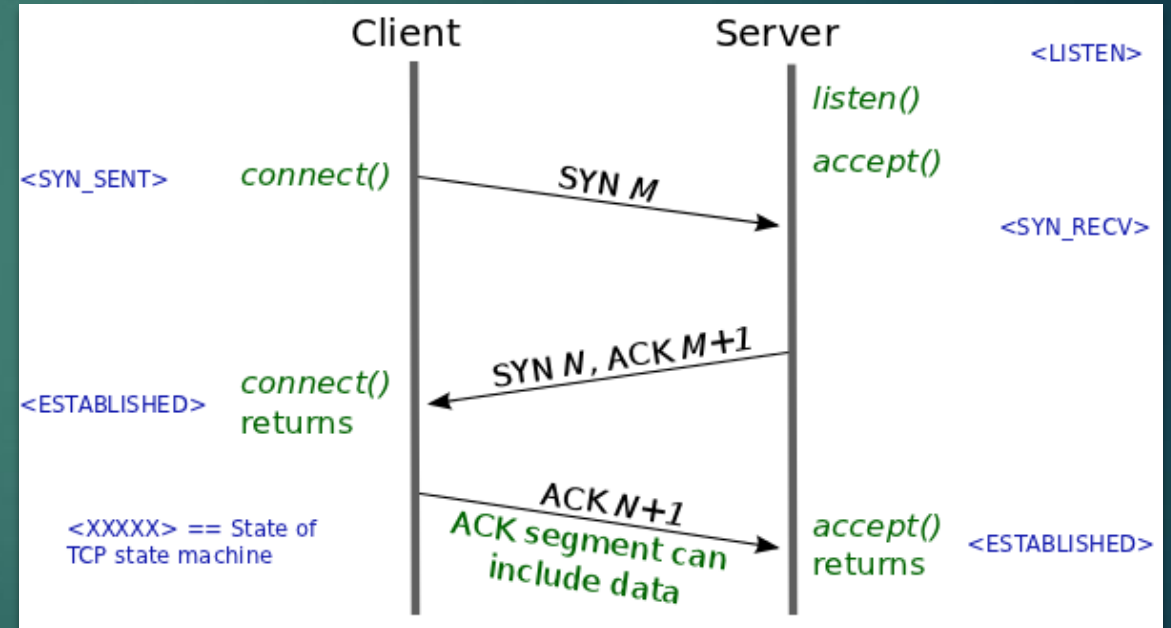 Client
Server
<LISTEN>
listen()
accept()
<SYN_SENT>
connect()
SYN M
<SYN_RECV>
SYN N, ACK M+1
connect()
returns
<ESTABLISHED>
ACK N+1
ACK segment can
include data
<XXXXX> == State of
TCP state machine
accept()
returns
<ESTABLISHED>